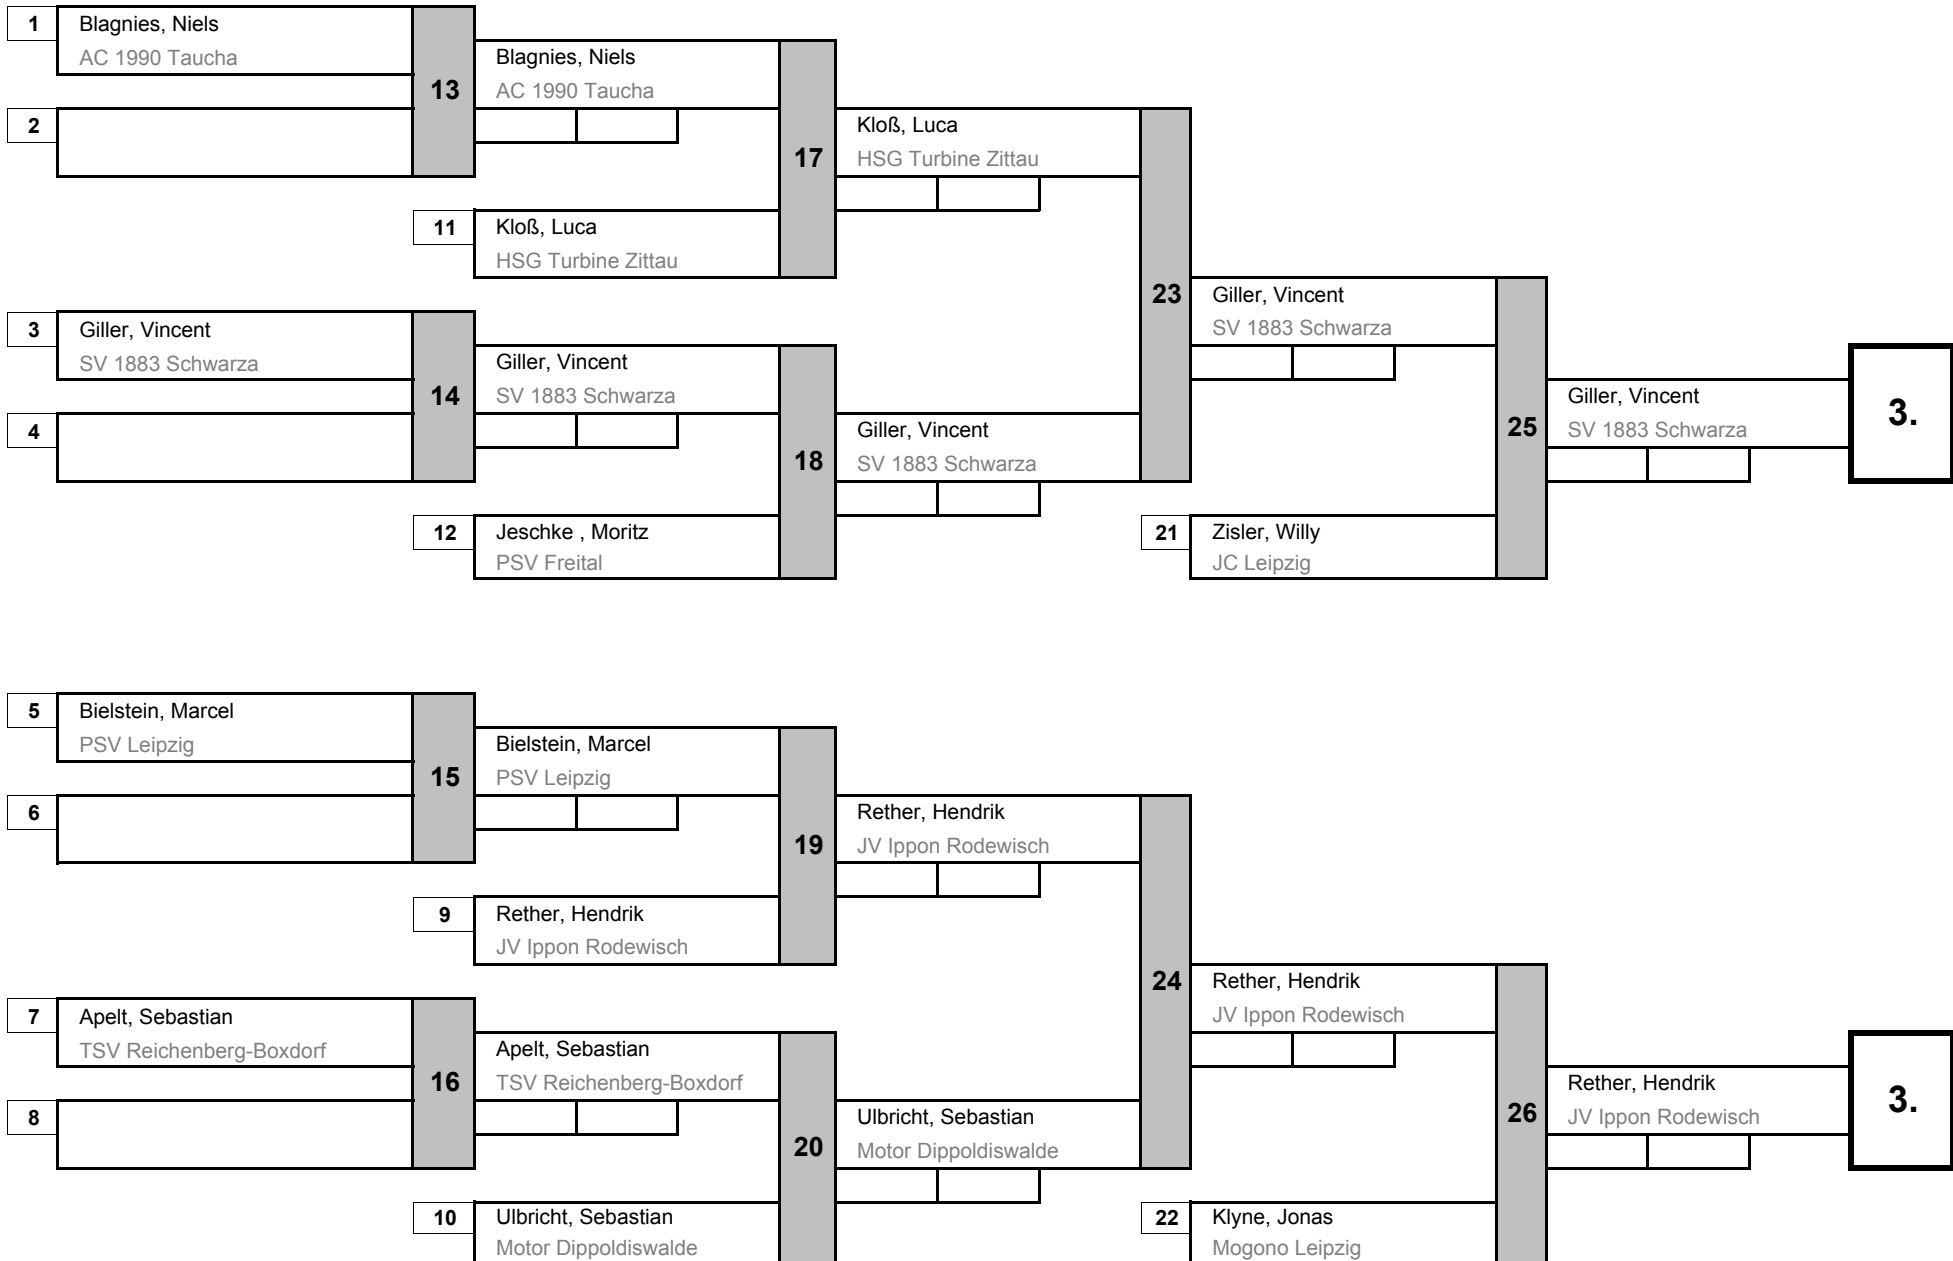 1
Blagnies, Niels
AC 1990 Taucha
13
Blagnies, Niels
AC 1990 Taucha
2
17
Kloß, Luca
HSG Turbine Zittau
11
Kloß, Luca
HSG Turbine Zittau
23
Giller, Vincent
SV 1883 Schwarza
3
Giller, Vincent
SV 1883 Schwarza
14
Giller, Vincent
SV 1883 Schwarza
4
18
Giller, Vincent
SV 1883 Schwarza
25
Giller, Vincent
SV 1883 Schwarza
3.
12
Jeschke , Moritz
PSV Freital
21
Zisler, Willy
JC Leipzig
5
Bielstein, Marcel
PSV Leipzig
15
Bielstein, Marcel
PSV Leipzig
6
19
Rether, Hendrik
JV Ippon Rodewisch
9
Rether, Hendrik
JV Ippon Rodewisch
24
Rether, Hendrik
JV Ippon Rodewisch
7
Apelt, Sebastian
TSV Reichenberg-Boxdorf
16
Apelt, Sebastian
TSV Reichenberg-Boxdorf
8
20
Ulbricht, Sebastian
Motor Dippoldiswalde
26
Rether, Hendrik
JV Ippon Rodewisch
3.
10
Ulbricht, Sebastian
Motor Dippoldiswalde
22
Klyne, Jonas
Mogono Leipzig